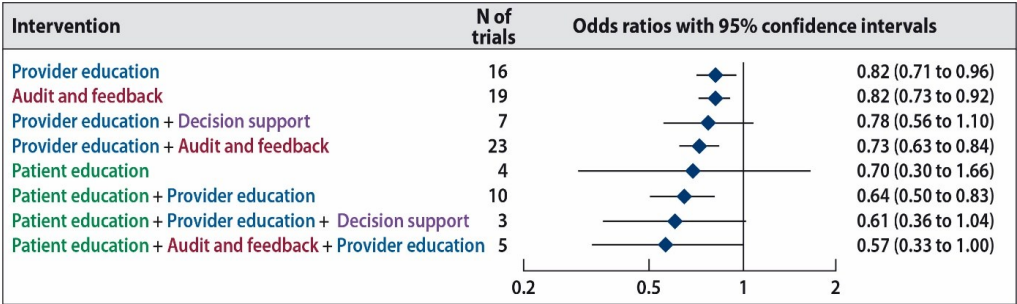 Intervention N of trials Odds ratios with 95% confidence intervals
Provider education 16 0.82 (0.71 to 0.96)
Audit and feedback 19 0.82 (0.73 to 0.92)
Provider education + Decision support 7 0.78 (0.56 to 1.10)
Provider education + Audit and feedback 23 0.73 (0.63 to 0.84)
Patient education 4 0.70 (0.30 to 1.66)
Patient education + Provider education 10 0.64 (0.50 to 0.83)
Patient education + Provider education + Decision support 3 0.61 (0.36 to 1.04)
Patient education + Audit and feedback + Provider education 5 0.57 (0.33 to 1.00)
0.2 0.5 1 2